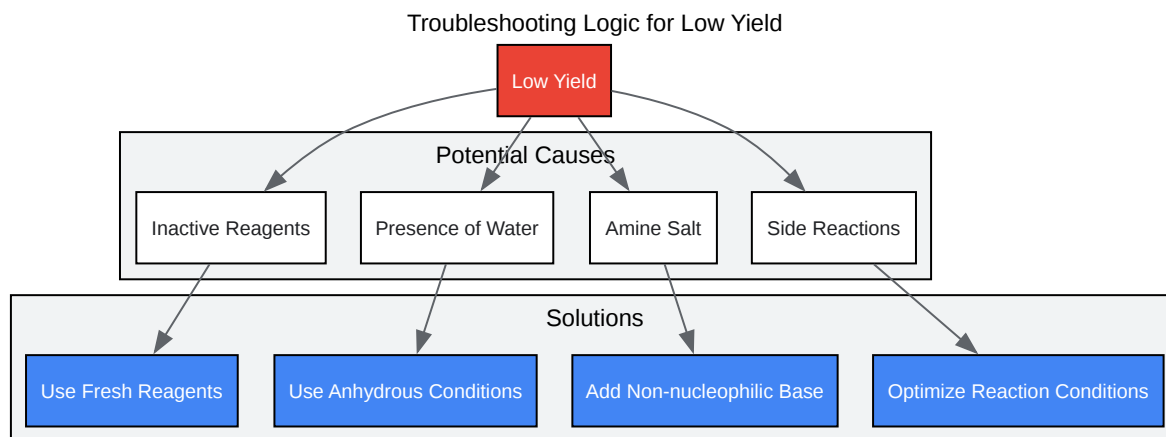 Troubleshooting Logic for Low Yield
Low Yield
Potential Causes
Inactive Reagents
Presence of Water
Amine Salt
Side Reactions
Solutions
Use Fresh Reagents
Use Anhydrous Conditions
Add Non-nucleophilic Base
Optimize Reaction Conditions